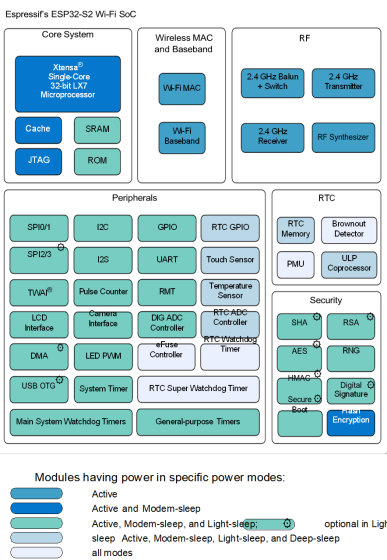 Espressif's ESP32-S2 Wi-Fi SoC
Core System
Xtensa®
Single-Core
32-bit LX7
Microprocessor
Cache
SRAM
JTAG
ROM
Wireless MAC
and Baseband
Wi-Fi MAC
Wi-Fi
Baseband
RF
2.4 GHz Balun
+ Switch
2.4 GHz
Transmitter
2.4 GHz
Receiver
RF Synthesizer
Peripherals
SPI0/1
I2C
GPIO
RTC GPIO
SPI2/3
I2S
UART
Touch Sensor
TWAI®
Pulse Counter
RMT
Temperature
Sensor
LCD
Interface
Camera
Interface
DIG ADC
Controller
RTC ADC
Controller
DMA
LED PWM
eFuse
Controller
RTC Watchdog
Timer
USB OTG
System Timer
RTC Super Watchdog Timer
Main System Watchdog Timers
General-purpose Timers
RTC
RTC
Memory
Brownout
Detector
PMU
ULP
Coprocessor
Security
SHA
RSA
AES
RNG
HMAC
Digital
Signature
Secure
Boot
Flash
Encryption
Modules having power in specific power modes:
Active
Active and Modem-sleep
Active, Modem-sleep, and Light-sleep; optional in Ligh
sleep Active, Modem-sleep, Light-sleep, and Deep-sleep
all modes